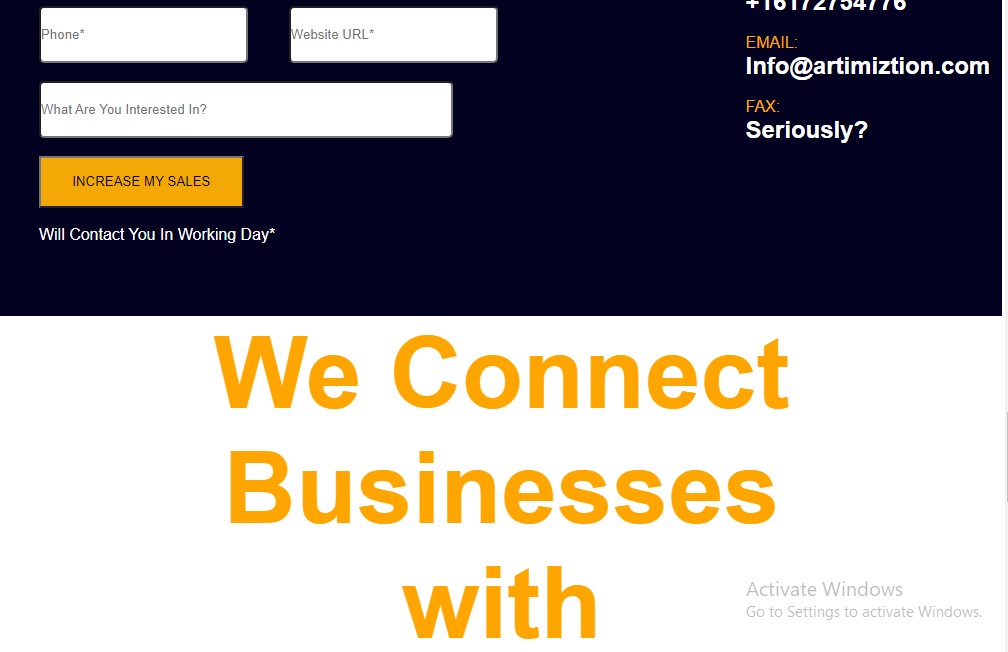 +16172754776
Phone*
Website URL*
EMAIL:
Info@artimiztion.com
What Are You Interested In?
FAX:
Seriously?
INCREASE MY SALES
Will Contact You In Working Day*
We Connect
Businesses
with
Activate Windows
Go to Settings to activate Windows.